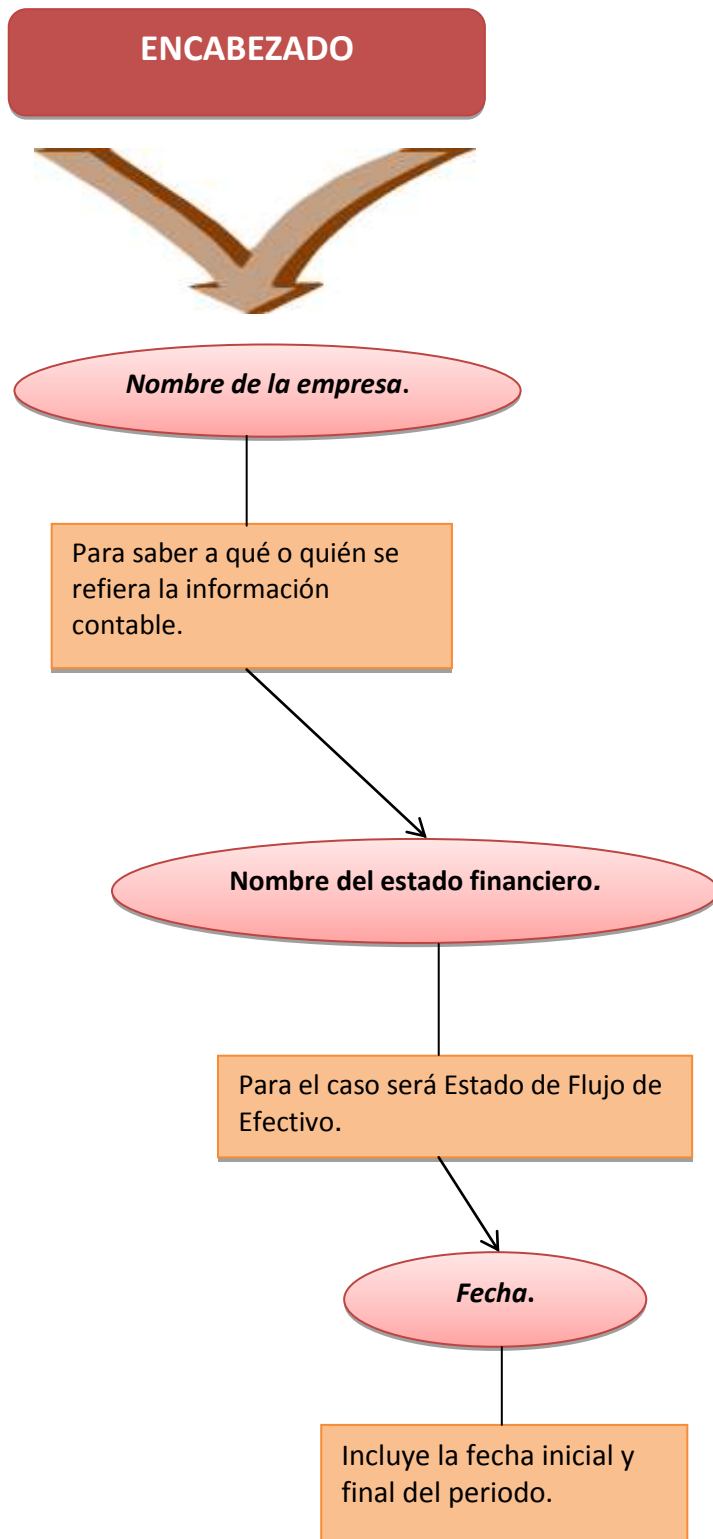 ENCABEZADO
Nombre de la empresa.
Para saber a qué o quién se
refiera la información
contable.
Nombre del estado financiero.
Para el caso será Estado de Flujo de
Efectivo.
Fecha.
Incluye la fecha inicial y
final del periodo.